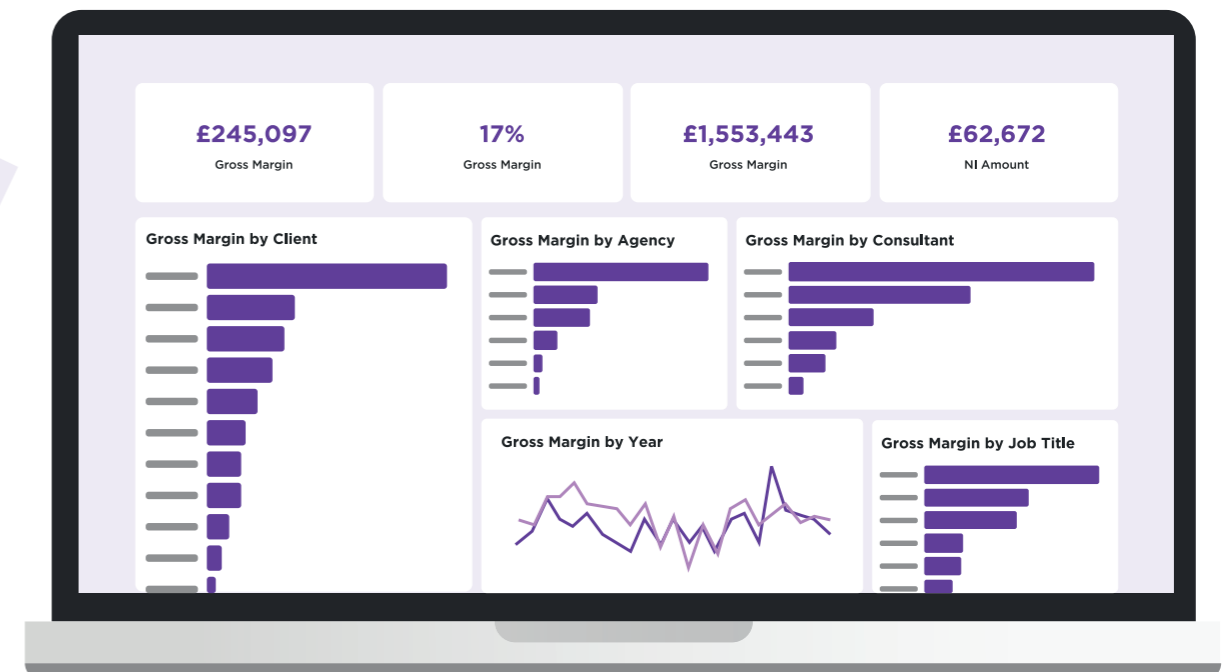 £245,097
Gross Margin
17%
Gross Margin
£1,553,443
Gross Margin
£62,672
NI Amount
Gross Margin by Client
Gross Margin by Agency
Gross Margin by Consultant
Gross Margin by Year
Gross Margin by Job Title